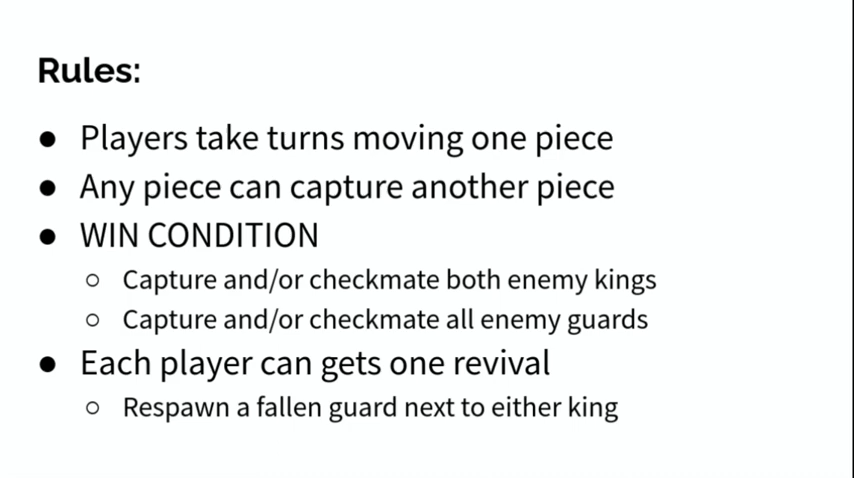 Rules:
● Players take turns moving one piece
● Any piece can capture another piece
● WIN CONDITION
○ Capture and/or checkmate both enemy kings
○ Capture and/or checkmate all enemy guards
● Each player can gets one revival
○ Respawn a fallen guard next to either king